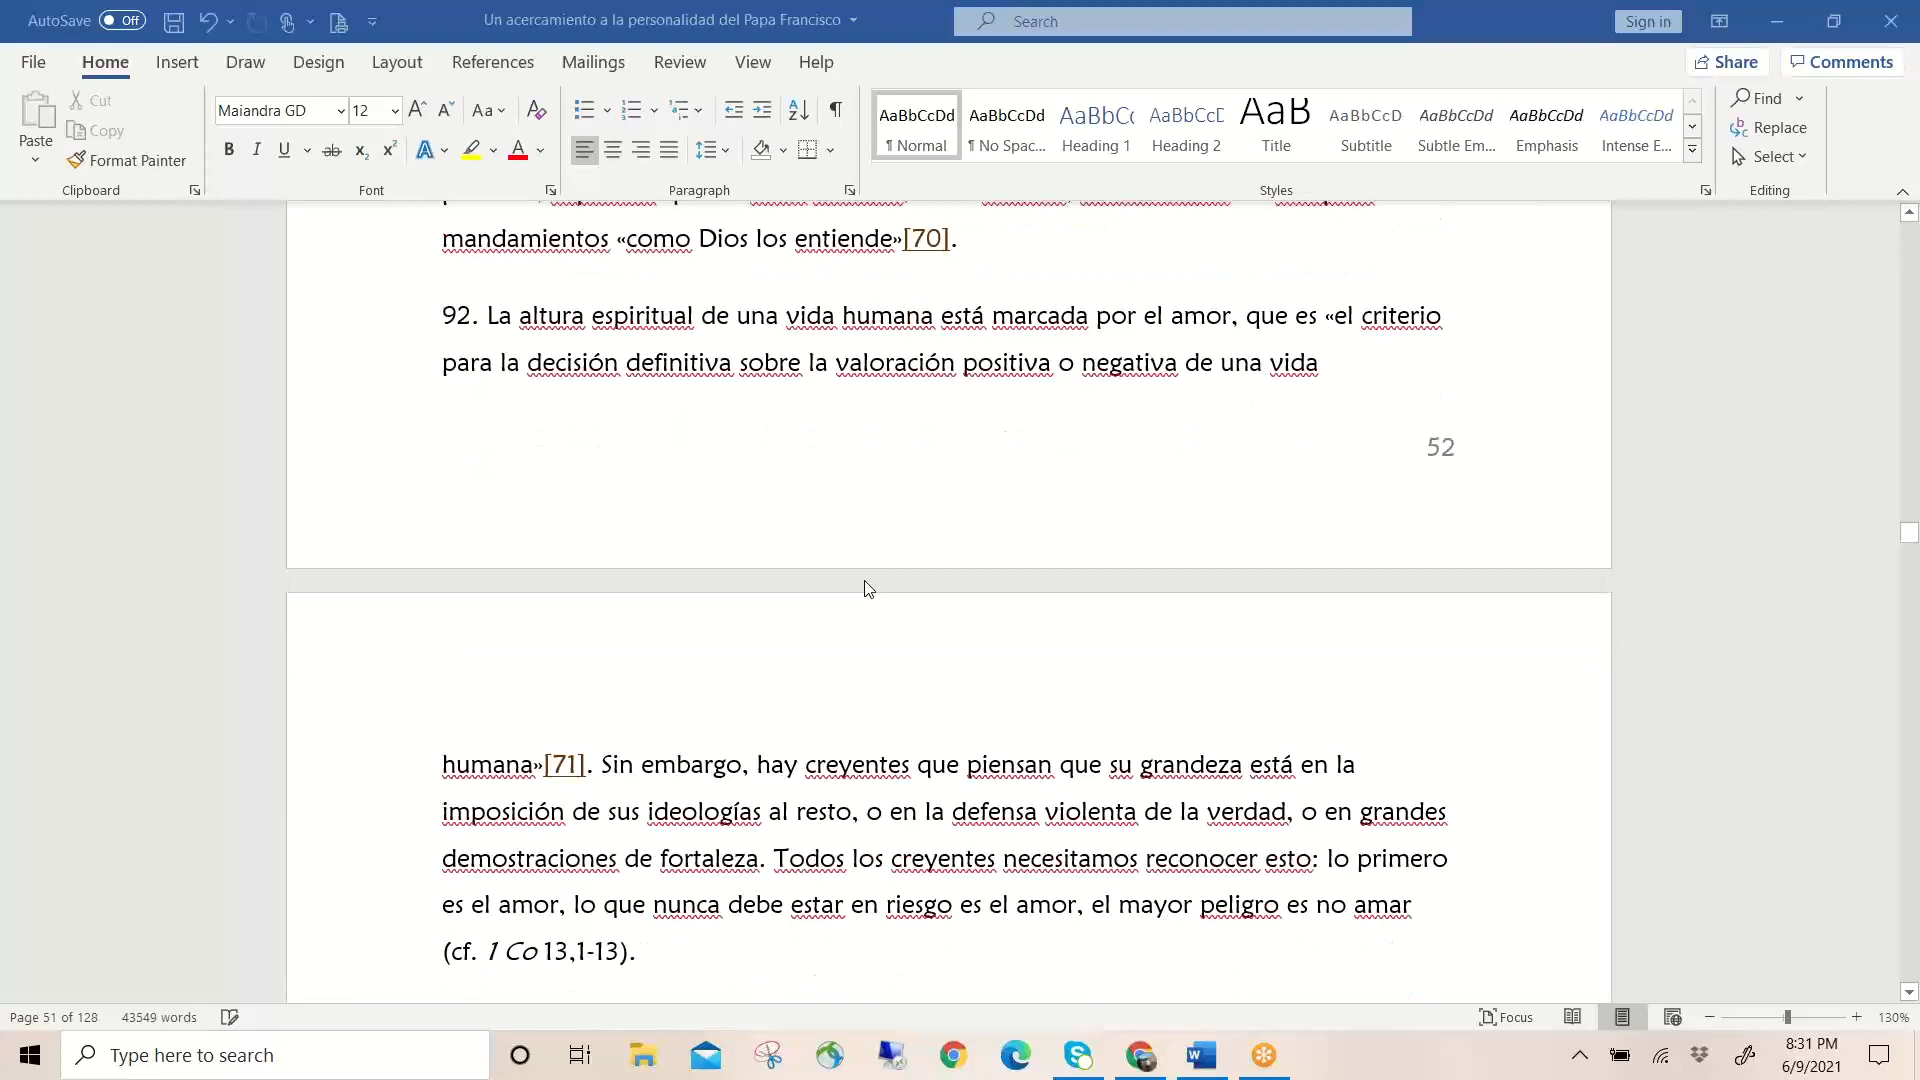 AutoSave Off
Un acercamiento a la personalidad del Papa Francisco
Search
Sign in
File Home Insert Draw Design Layout References Mailings Review View Help
Share Comments
Paste
Cut
Copy
Format Painter
Clipboard
Maiandra GD 12
Font
Paragraph
AaBbCcDd ¶ Normal
AaBbCcDd ¶ No Spac...
AaBbCc Heading 1
AaBbCcD Heading 2
AaB Title
AaBbCcD Subtitle
AaBbCcDd Subtle Em...
AaBbCcDd Emphasis
AaBbCcDd Intense E...
Styles
Find
Replace
Select
Editing
mandamientos «como Dios los entiende»[70].
92. La altura espiritual de una vida humana está marcada por el amor, que es «el criterio
para la decisión definitiva sobre la valoración positiva o negativa de una vida
52
humana»[71]. Sin embargo, hay creyentes que piensan que su grandeza está en la
imposición de sus ideologías al resto, o en la defensa violenta de la verdad, o en grandes
demostraciones de fortaleza. Todos los creyentes necesitamos reconocer esto: lo primero
es el amor, lo que nunca debe estar en riesgo es el amor, el mayor peligro es no amar
(cf. 1 Co 13,1-13).
Page 51 of 128 43549 words
Focus
130%
Type here to search
8:31 PM
6/9/2021